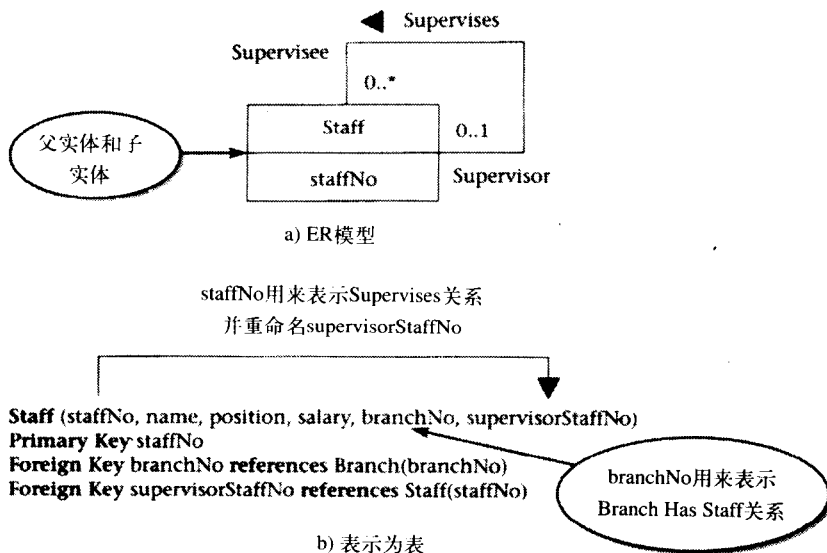 Supervises
Supervisee
0..*
Staff
0..1
父实体和子
实体
staffNo
Supervisor
a) ER模型
staffNo用来表示Supervises关系
并重命名supervisorStaffNo
Staff (staffNo, name, position, salary, branchNo, supervisorStaffNo)
Primary Key staffNo
Foreign Key branchNo references Branch(branchNo)
Foreign Key supervisorStaffNo references Staff(staffNo)
branchNo用来表示
Branch Has Staff关系
b) 表示为表